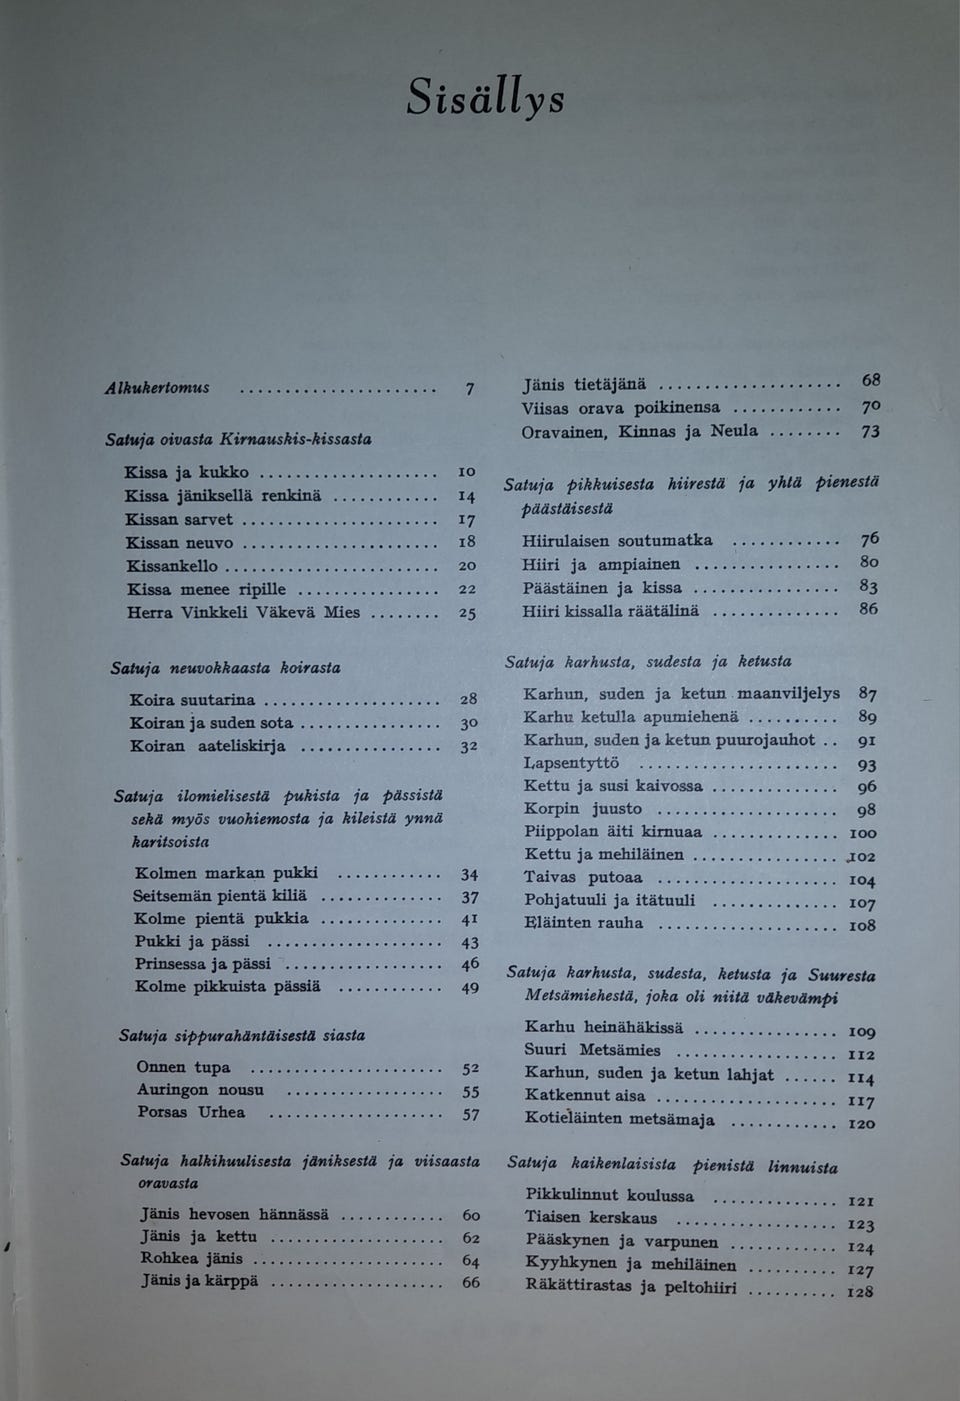 Sisällys
Alkukertomus ...................... 7
Satuja oivasta Kirnauskis-kissasta
Kissa ja kukko .................... 10
Kissa jäniksellä renkinä ............ 14
Kissan sarvet ...................... 17
Kissan neuvo ...................... 18
Kissankello ........................ 20
Kissa menee ripille ................ 22
Herra Vinkkeli Väkevä Mies ........ 25
Satuja neuvokkaasta koirasta
Koira suutarina .................... 28
Koiran ja suden sota ................ 30
Koiran aateliskirja ................ 32
Satuja ilomielisestä pukista ja pässistä
sekä myös vuohiemosta ja kileistä ynnä
karitsoista
Kolmen markan pukki ............ 34
Seitsemän pientä kiliä .............. 37
Kolme pientä pukkia .............. 41
Pukki ja pässi .................... 43
Prinsessa ja pässi .................. 46
Kolme pikkuista pässiä ............ 49
Satuja sippurahäntäisestä siasta
Onnen tupa ...................... 52
Auringon nousu .................. 55
Porsas Urhea .................... 57
Satuja halkihuulisesta jäniksestä ja viisaasta
oravasta
Jänis hevosen hännässä ............ 60
Jänis ja kettu .................... 62
Rohkea jänis ...................... 64
Jänis ja kärppä .................... 66
Jänis tietäjänä .................... 68
Viisas orava poikinensa ............ 70
Oravainen, Kinnas ja Neula ........ 73
Satuja pikkuisesta hiirestä ja yhtä pienestä
päästäisestä
Hiirulaisen soutumatka ............ 76
Hiiri ja ampiainen ................ 80
Päästäinen ja kissa ................ 83
Hiiri kissalla räätälinä .............. 86
Satuja karhusta, sudesta ja ketusta
Karhun, suden ja ketun maanviljelys 87
Karhu ketulla apumiehenä .......... 89
Karhun, suden ja ketun puurojauhot .. 91
Lapsentyttö ...................... 93
Kettu ja susi kaivossa .............. 96
Korpin juusto .................... 98
Piippolan äiti kirnuaa .............. 100
Kettu ja mehiläinen ................ 102
Taivas putoaa .................... 104
Pohjatuuli ja itätuuli .............. 107
Eläinten rauha .................... 108
Satuja karhusta, sudesta, ketusta ja Suuresta
Metsämiehestä, joka oli niitä väkevämpi
Karhu heinähäkissä ................ 109
Suuri Metsämies .................. 112
Karhun, suden ja ketun lahjat ...... 114
Katkennut aisa .................... 117
Kotieläinten metsämaja ............ 120
Satuja kaikenlaisista pienistä linnuista
Pikkulinnut koulussa .............. 121
Tiaisen kerskaus .................. 123
Pääskynen ja varpunen ............ 124
Kyyhkynen ja mehiläinen .......... 127
Räkättirastas ja peltohiiri .......... 128